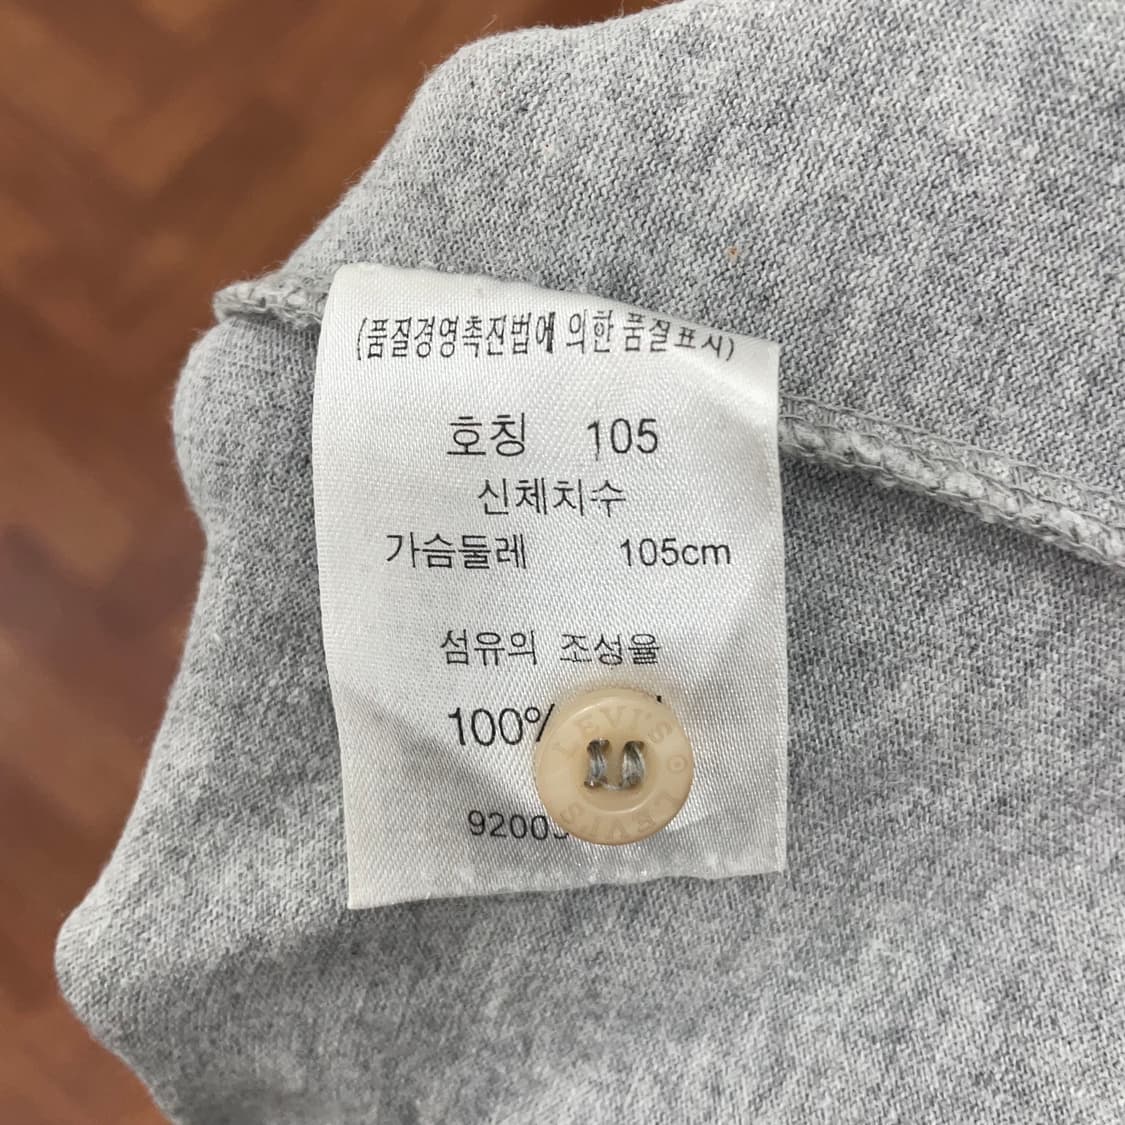 (품질경영촉진법에 의한 품질표시)
호칭 105
신체치수
가슴둘레 105cm
섬유의 조성율
100%
LEVI'S
LEVI'S